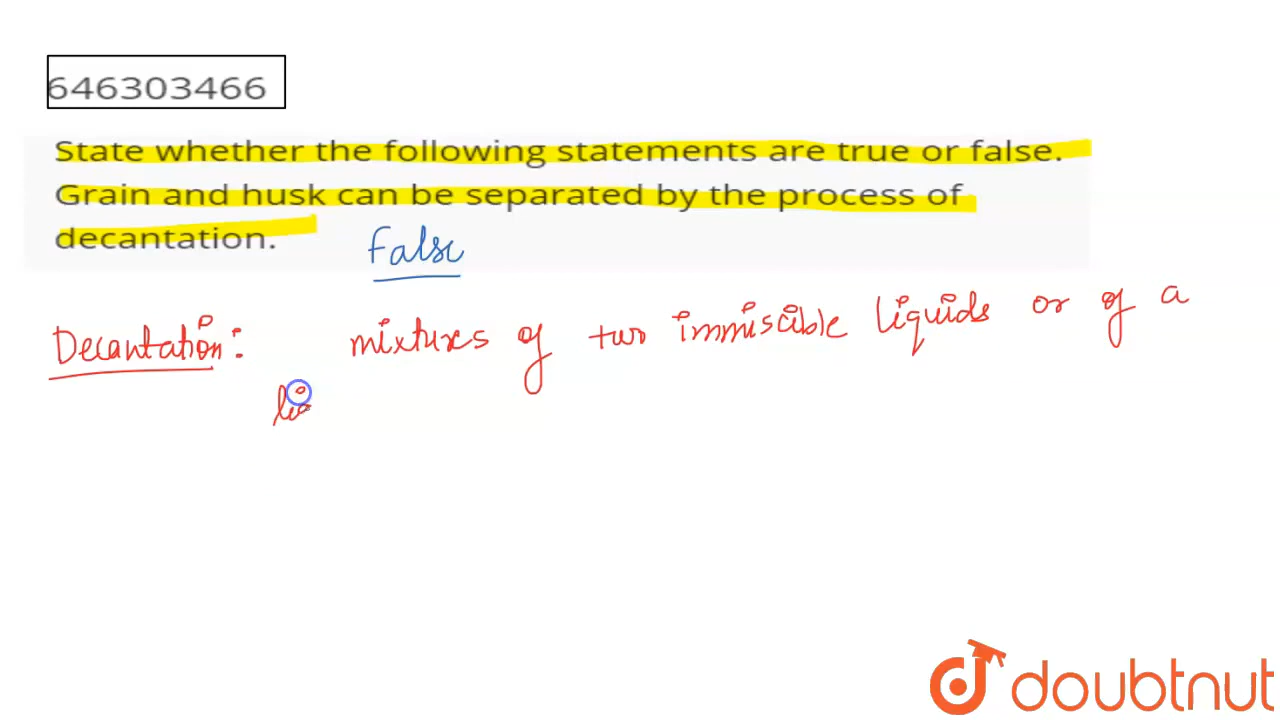 646303466
State whether the following statements are true or false.
Grain and husk can be separated by the process of
decantation.
False
Decantation: mixtures of two immiscible liquids or of a
doubtnut